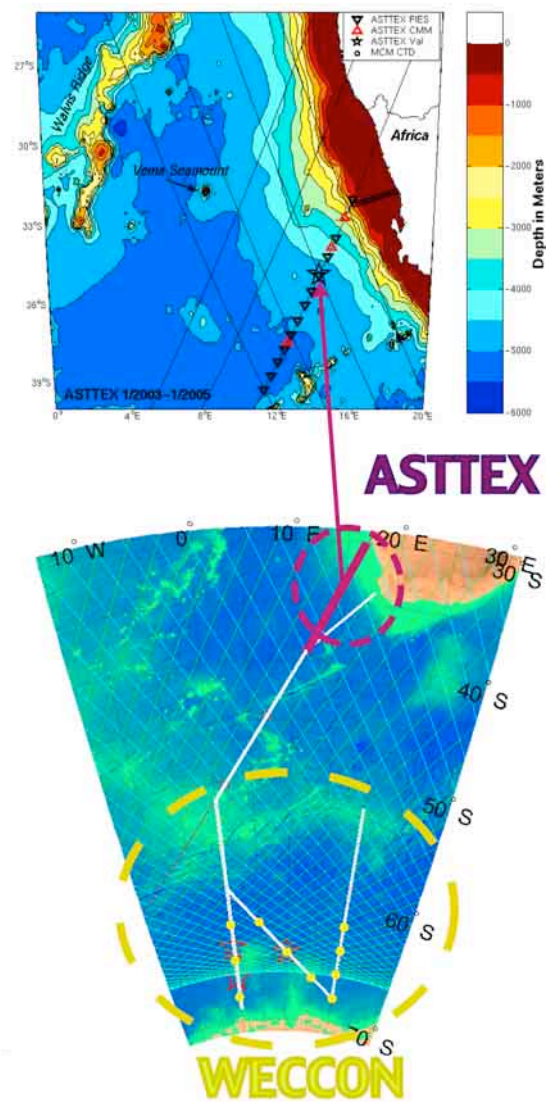 ASTTEX PIES
ASTTEX CMM
ASTTEX Val
MCM CTD
27°S
30°S
33°S
36°S
39°S
Walvis Ridge
Vema Seamount
Africa
ASTTEX 1/2003-1/2005
0°
4°E
8°E
12°E
16°E
20°E
0
-1000
-2000
-3000
-4000
-5000
-6000
Depth in Meters
ASTTEX
10° W
0°
10° E
20° E
30° E
30° S
40° S
50° S
60° S
70° S
WECCON